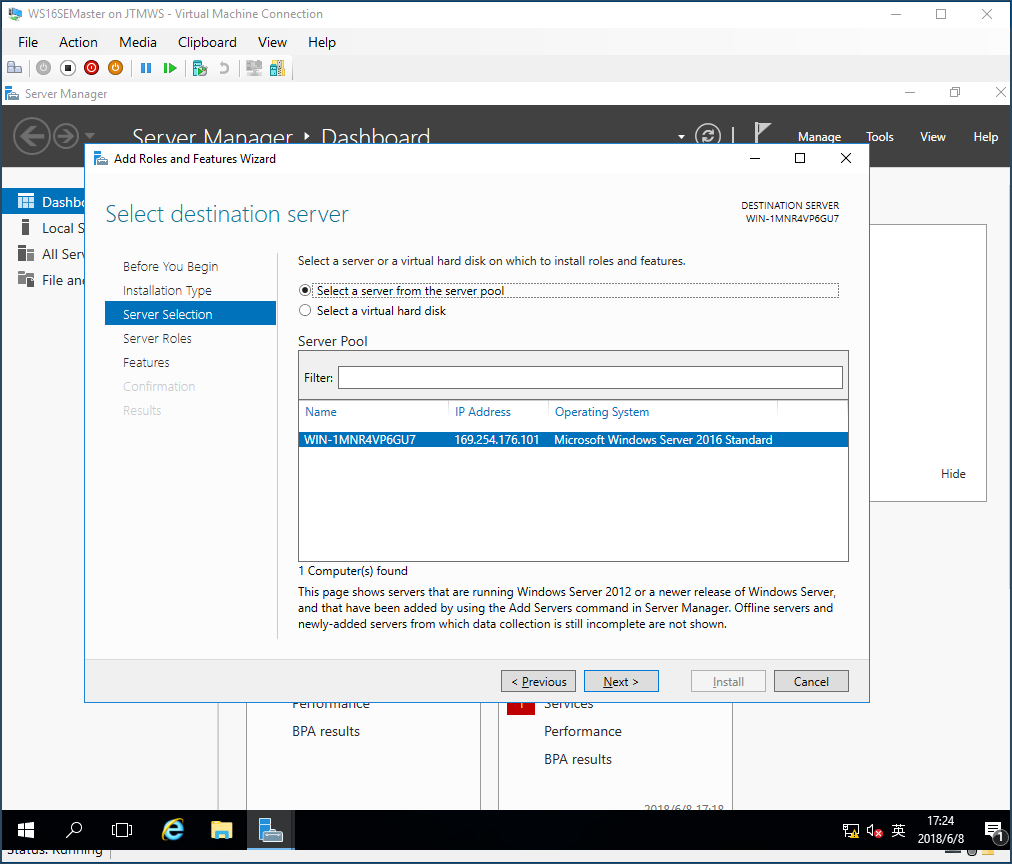 WS16SEMaster on JTMWS - Virtual Machine Connection
File Action Media Clipboard View Help
Server Manager
Server Manager Dashboard
Manage Tools View Help
Add Roles and Features Wizard
Select destination server
DESTINATION SERVER
WIN-1MNR4VP6GU7
Dashbo
Local S
All Serv
File and
Before You Begin
Installation Type
Server Selection
Server Roles
Features
Confirmation
Results
Select a server or a virtual hard disk on which to install roles and features.
Select a server from the server pool
Select a virtual hard disk
Server Pool
Filter:
Name IP Address Operating System
WIN-1MNR4VP6GU7 169.254.176.101 Microsoft Windows Server 2016 Standard
1 Computer(s) found
This page shows servers that are running Windows Server 2012 or a newer release of Windows Server,
and that have been added by using the Add Servers command in Server Manager. Offline servers and
newly-added servers from which data collection is still incomplete are not shown.
Hide
< Previous Next > Install Cancel
Performance
BPA results
1 Services
Performance
BPA results
2018/6/8 17:18
英
17:24
2018/6/8
1
Status: Running